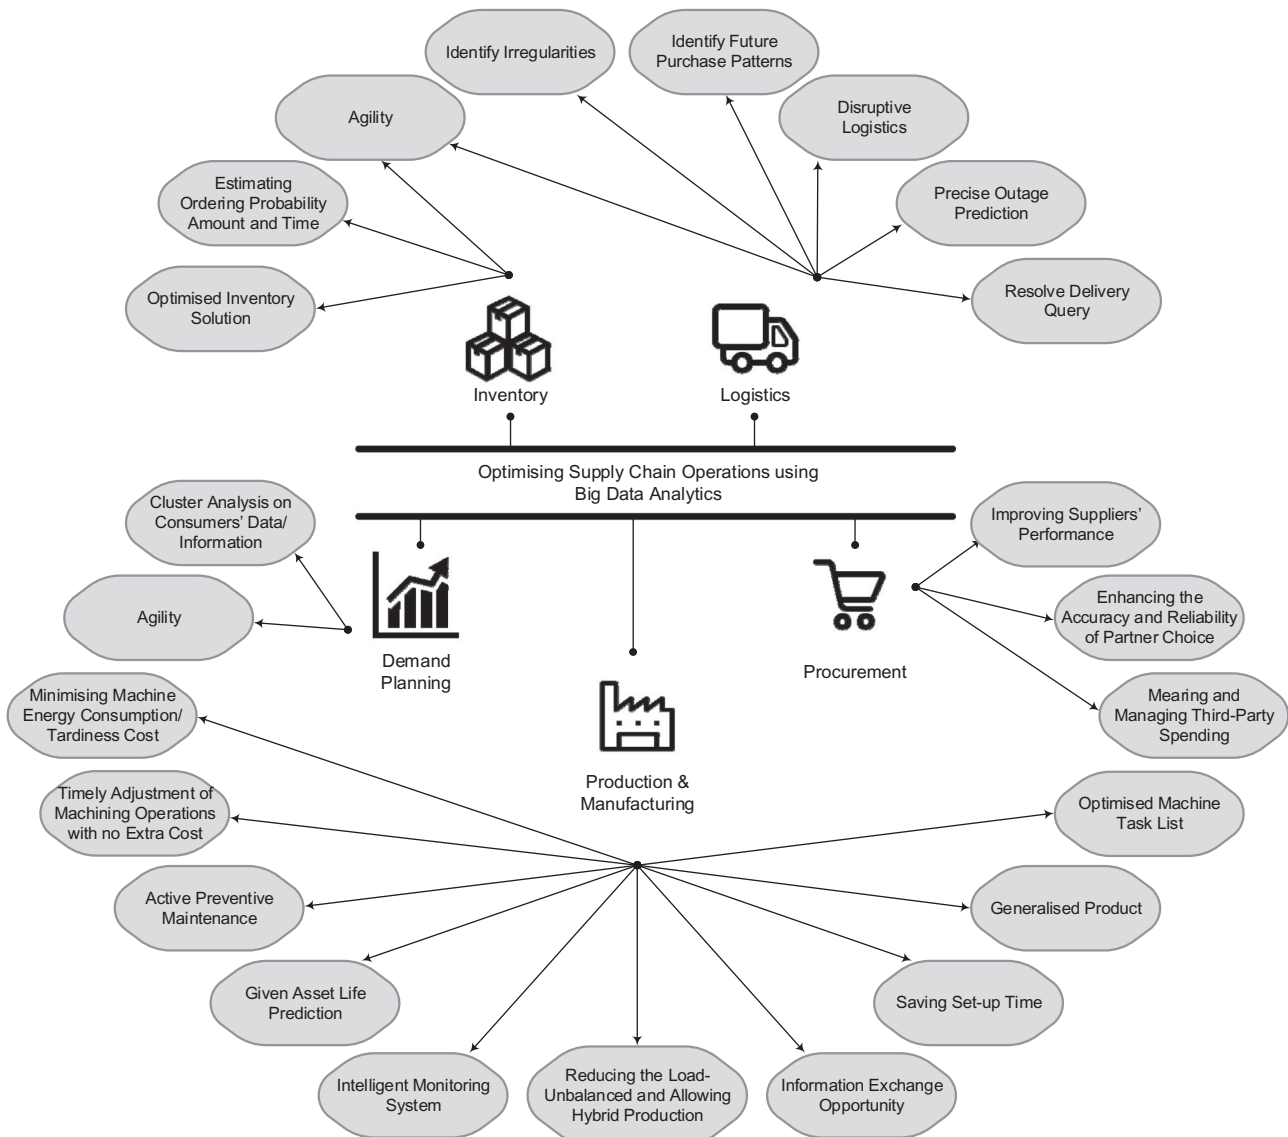 Identify Irregularities
Identify Future
Purchase Patterns
Agility
Disruptive
Logistics
Estimating
Ordering Probability
Amount and Time
Precise Outage
Prediction
Optimised Inventory
Solution
Resolve Delivery
Query
Inventory
Logistics
Optimising Supply Chain Operations using
Big Data Analytics
Cluster Analysis on
Consumers’ Data/
Information
Improving Suppliers’
Performance
Agility
Enhancing the
Accuracy and Reliability
of Partner Choice
Demand
Planning
Procurement
Minimising Machine
Energy Consumption/
Tardiness Cost
Mearing and
Managing Third-Party
Spending
Production &
Manufacturing
Timely Adjustment of
Machining Operations
with no Extra Cost
Optimised Machine
Task List
Active Preventive
Maintenance
Generalised Product
Given Asset Life
Prediction
Saving Set-up Time
Intelligent Monitoring
System
Reducing the Load-
Unbalanced and Allowing
Hybrid Production
Information Exchange
Opportunity